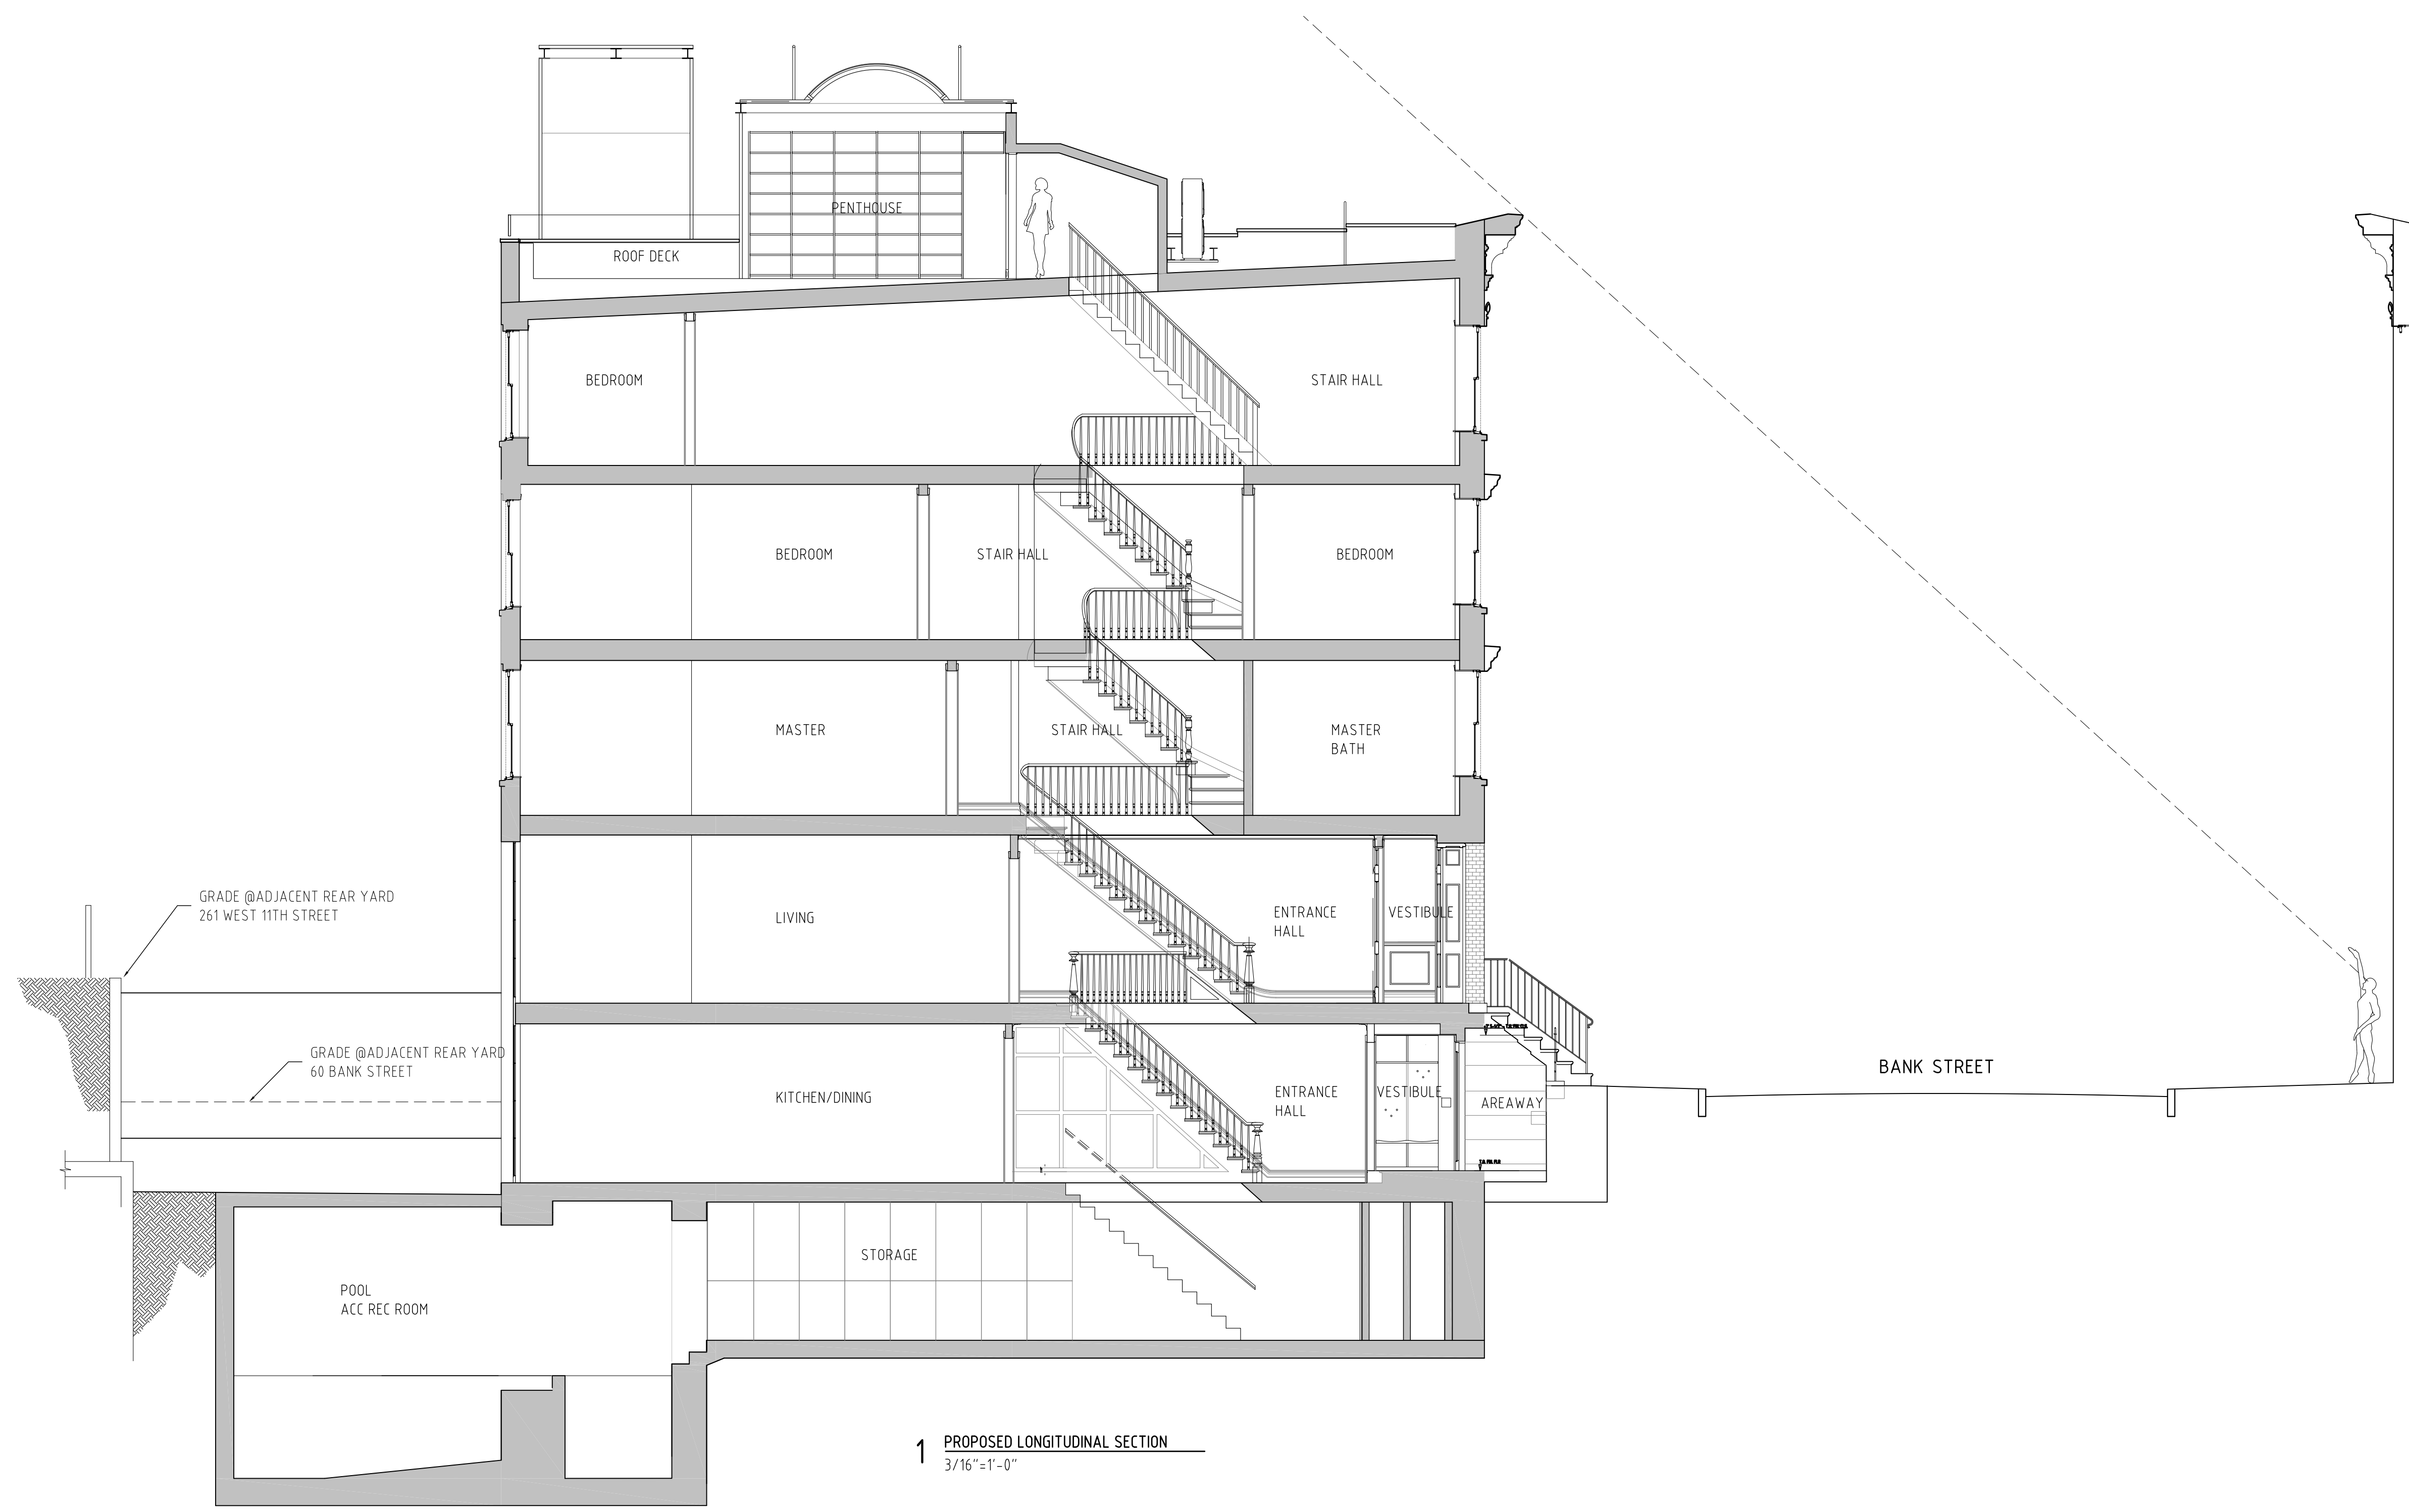 PENTHOUSE
ROOF DECK
BEDROOM
STAIR HALL
BEDROOM
STAIR HALL
BEDROOM
MASTER
STAIR HALL
MASTER
BATH
GRADE @ADJACENT REAR YARD
261 WEST 11TH STREET
LIVING
ENTRANCE
HALL
VESTIBULE
GRADE @ADJACENT REAR YARD
60 BANK STREET
KITCHEN/DINING
ENTRANCE
HALL
VESTIBULE
AREAWAY
BANK STREET
STORAGE
POOL
ACC REC ROOM
1 PROPOSED LONGITUDINAL SECTION
3/16"=1'-0"